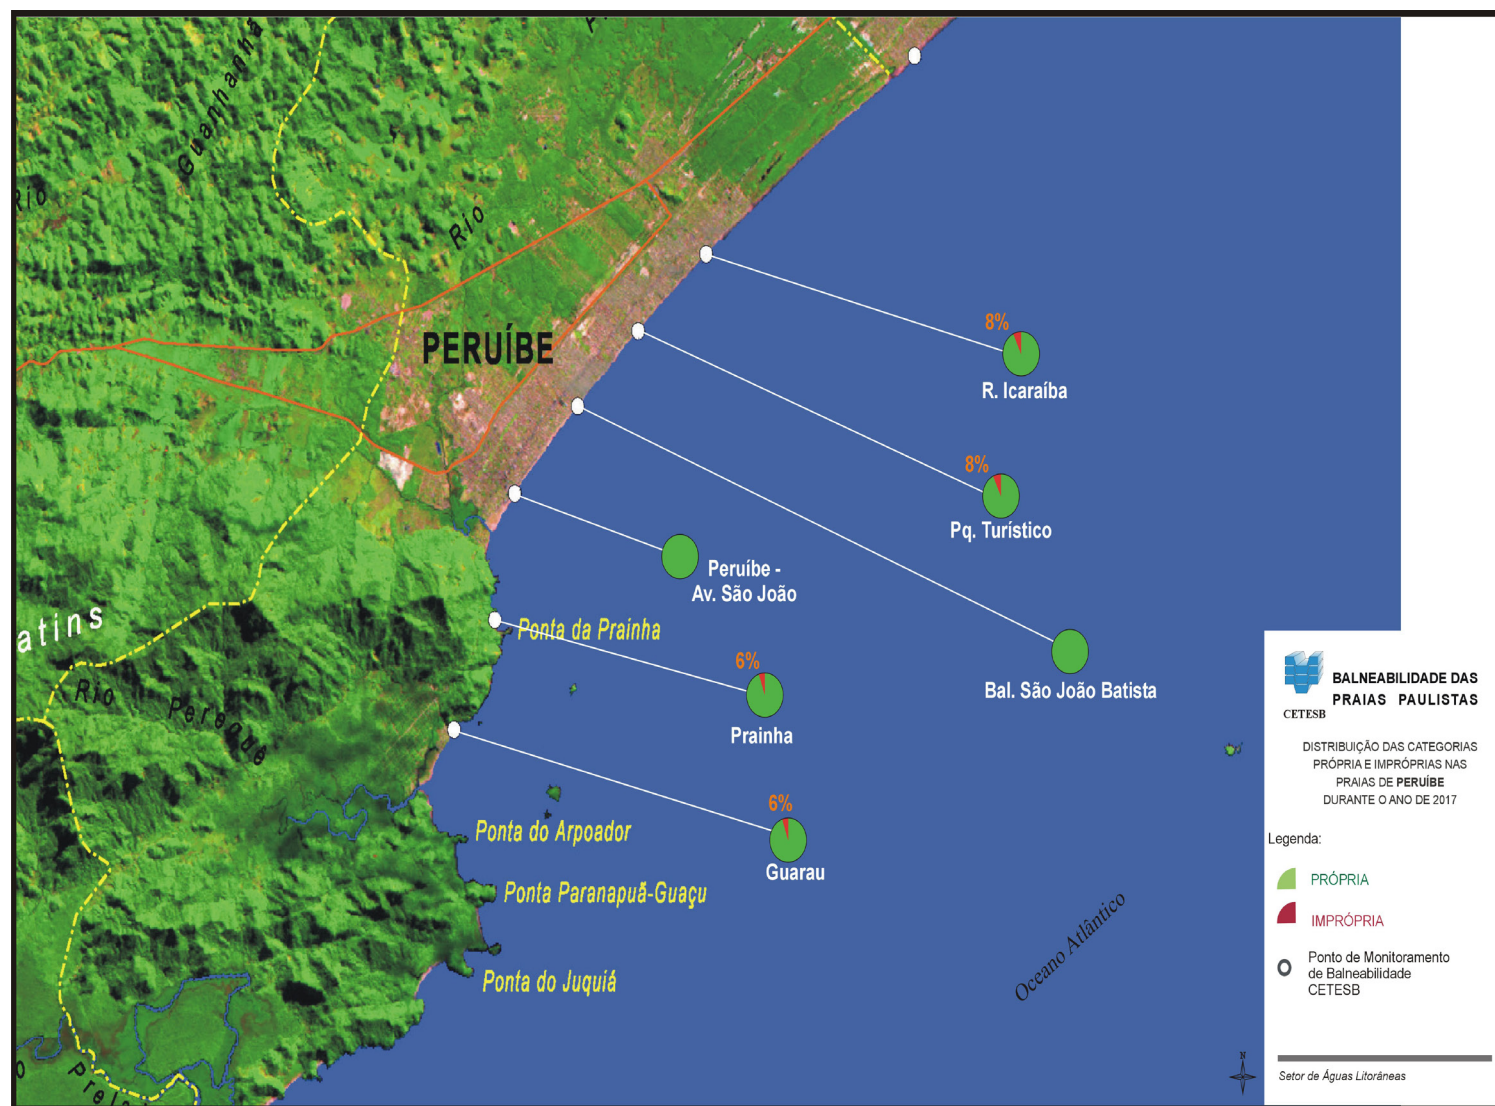 Guanhanhã
Rio
Rio
PERUÍBE
8%
R. Icaraíba
8%
Pq. Turístico
Peruíbe -
Av. São João
Ponta da Prainha
atins
6%
Prainha
Bal. São João Batista
Rio Perequê
6%
Guarau
Ponta do Arpoador
Ponta Paranapuã-Guaçu
Ponta do Juquiá
Oceano Atlântico
Prela
N
CETESB
BALNEABILIDADE DAS
PRAIAS PAULISTAS
DISTRIBUIÇÃO DAS CATEGORIAS
PRÓPRIA E IMPRÓPRIAS NAS
PRAIAS DE PERUÍBE
DURANTE O ANO DE 2017
Legenda:
PRÓPRIA
IMPRÓPRIA
Ponto de Monitoramento
de Balneabilidade
CETESB
Setor de Águas Litorâneas